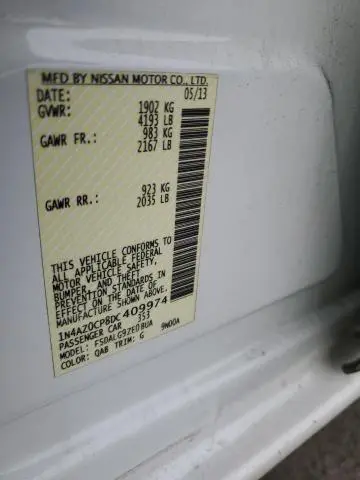 MFD BY NISSAN MOTOR CO., LTD.
DATE: 05/13
GVWR: 1902 KG
4193 LB
GAWR FR.: 983 KG
2167 LB
GAWR RR.: 923 KG
2035 LB
THIS VEHICLE CONFORMS TO
ALL APPLICABLE FEDERAL
MOTOR VEHICLE SAFETY,
BUMPER, AND THEFT
PREVENTION STANDARDS IN
EFFECT ON THE DATE OF
MANUFACTURE SHOWN ABOVE.
1N4AZ0CP8DC409974
PASSENGER CAR 353
MODEL: FSDALG9ZE0BUA 9W00A
COLOR: QAB TRIM: G